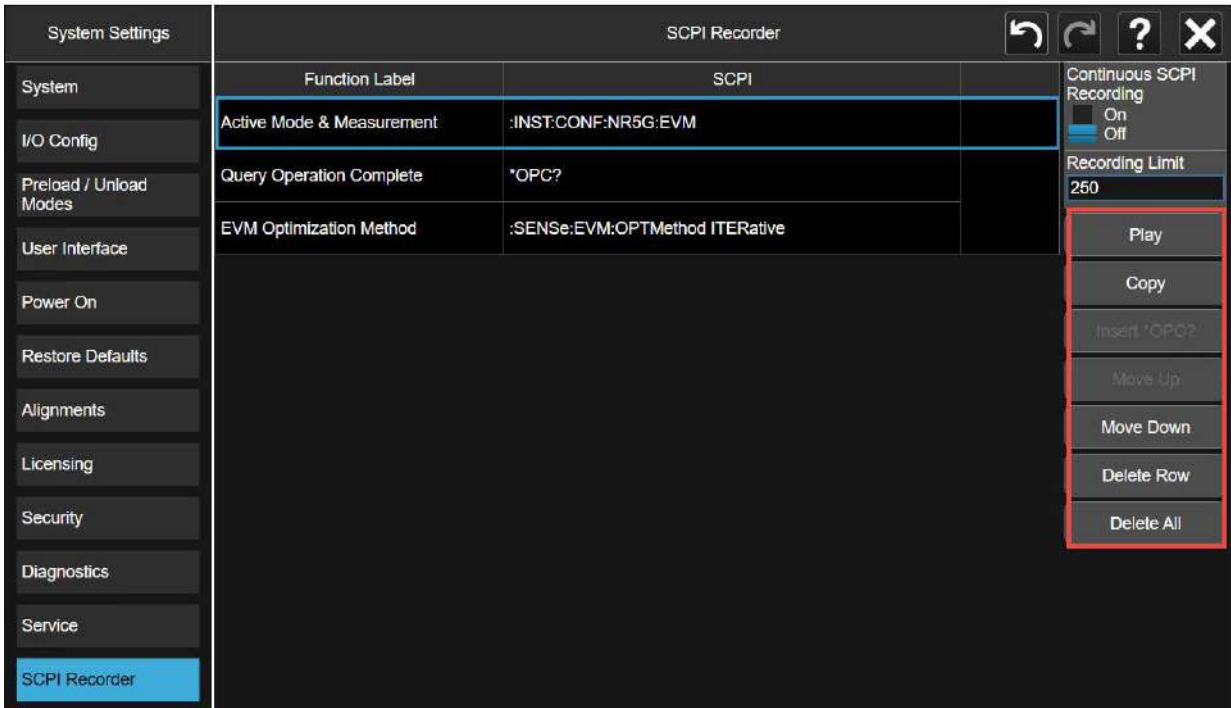 System Settings
SCPI Recorder
?
System
I/O Config
Preload / Unload
Modes
User Interface
Power On
Restore Defaults
Alignments
Licensing
Security
Diagnostics
Service
SCPI Recorder
Function Label
SCPI
Active Mode & Measurement
:INST:CONF:NR5G:EVM
Query Operation Complete
*OPC?
EVM Optimization Method
:SENSe:EVM:OPTMethod ITERative
Continuous SCPI
Recording
On
Off
Recording Limit
250
Play
Copy
Insert *OPC?
Move Up
Move Down
Delete Row
Delete All